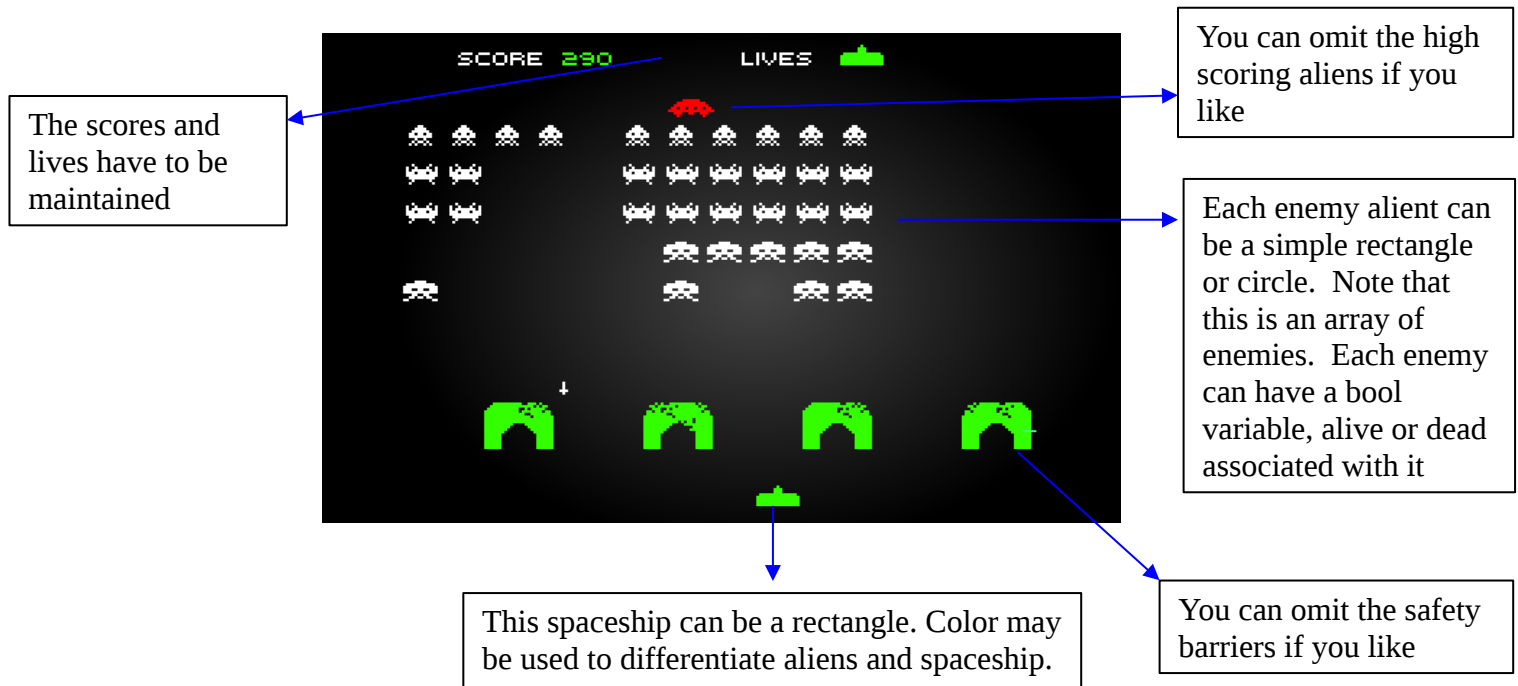 SCORE 290 LIVES
You can omit the high
scoring aliens if you
like
The scores and
lives have to be
maintained
Each enemy alient can
be a simple rectangle
or circle. Note that
this is an array of
enemies. Each enemy
can have a bool
variable, alive or dead
associated with it
This spaceship can be a rectangle. Color may
be used to differentiate aliens and spaceship.
You can omit the safety
barriers if you like